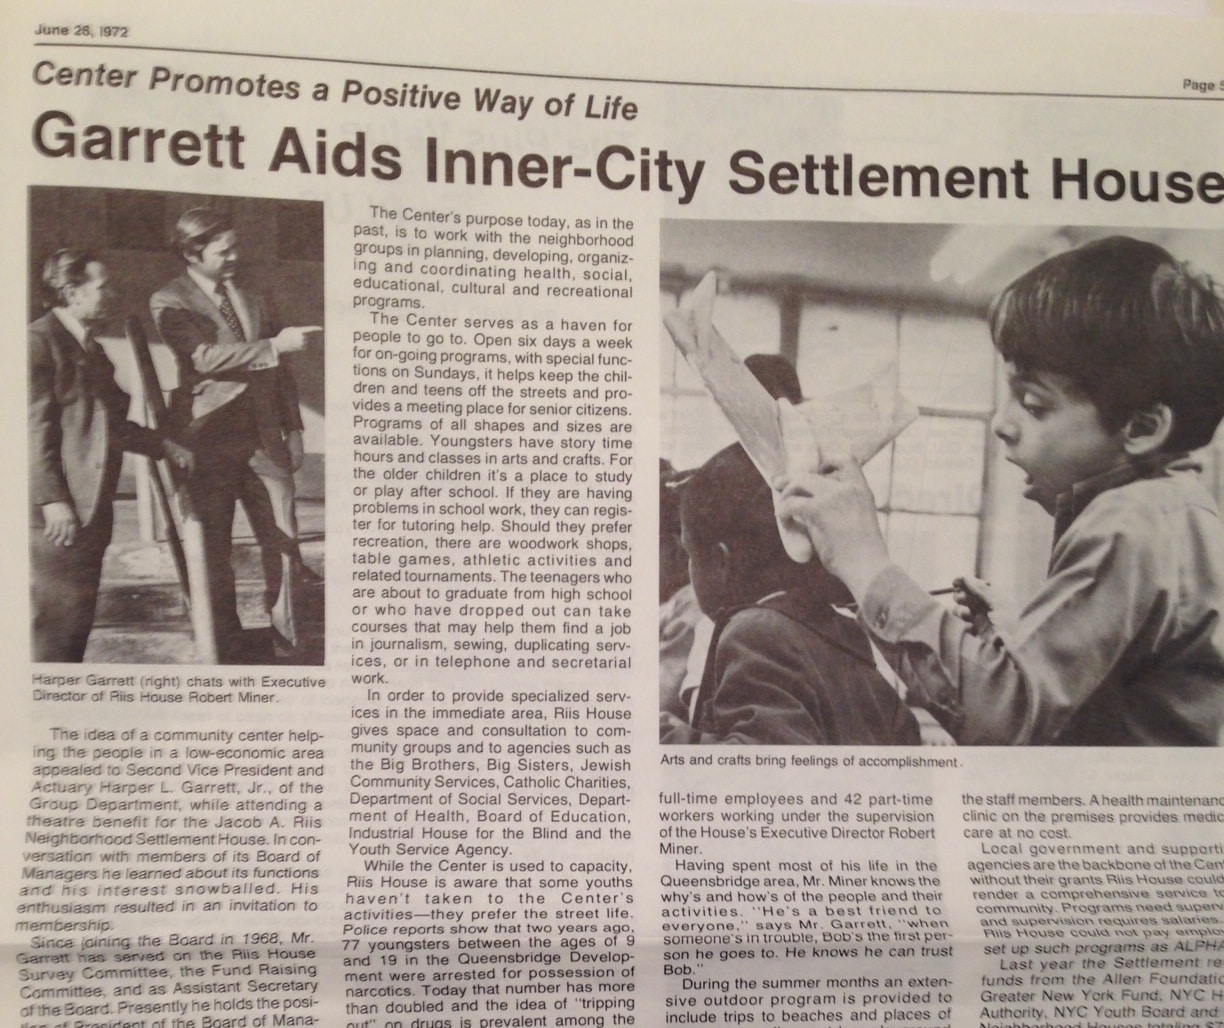 June 26, 1972
Page 5
Center Promotes a Positive Way of Life
Garrett Aids Inner-City Settlement House
Harper Garrett (right) chats with Executive
Director of Riis House Robert Miner.
The idea of a community center help-
ing the people in a low-economic area
appealed to Second Vice President and
Actuary Harper L. Garrett, Jr., of the
Group Department, while attending a
theatre benefit for the Jacob A. Riis
Neighborhood Settlement House. In con-
versation with members of its Board of
Managers he learned about its functions
and his interest snowballed. His
enthusiasm resulted in an invitation to
membership.
Since joining the Board in 1968, Mr.
Garrett has served on the Riis House
Survey Committee, the Fund Raising
Committee, and as Assistant Secretary
of the Board. Presently he holds the posi-
tion of President of the Board of Mana-
The Center's purpose today, as in the
past, is to work with the neighborhood
groups in planning, developing, organiz-
ing and coordinating health, social,
educational, cultural and recreational
programs.
The Center serves as a haven for
people to go to. Open six days a week
for on-going programs, with special func-
tions on Sundays, it helps keep the chil-
dren and teens off the streets and pro-
vides a meeting place for senior citizens.
Programs of all shapes and sizes are
available. Youngsters have story time
hours and classes in arts and crafts. For
the older children it's a place to study
or play after school. If they are having
problems in school work, they can regis-
ter for tutoring help. Should they prefer
recreation, there are woodwork shops,
table games, athletic activities and
related tournaments. The teenagers who
are about to graduate from high school
or who have dropped out can take
courses that may help them find a job
in journalism, sewing, duplicating serv-
ices, or in telephone and secretarial
work.
In order to provide specialized serv-
ices in the immediate area, Riis House
gives space and consultation to com-
munity groups and to agencies such as
the Big Brothers, Big Sisters, Jewish
Community Services, Catholic Charities,
Department of Social Services, Depart-
ment of Health, Board of Education,
Industrial House for the Blind and the
Youth Service Agency.
While the Center is used to capacity,
Riis House is aware that some youths
haven't taken to the Center's
activities—they prefer the street life.
Police reports show that two years ago,
77 youngsters between the ages of 9
and 19 in the Queensbridge Develop-
ment were arrested for possession of
narcotics. Today that number has more
than doubled and the idea of "tripping
out" on drugs is prevalent among the
Arts and crafts bring feelings of accomplishment.
full-time employees and 42 part-time
workers working under the supervision
of the House's Executive Director Robert
Miner.
Having spent most of his life in the
Queensbridge area, Mr. Miner knows the
why's and how's of the people and their
activities. "He's a best friend to
everyone," says Mr. Garrett, "when
someone's in trouble, Bob's the first per-
son he goes to. He knows he can trust
Bob."
During the summer months an exten-
sive outdoor program is provided to
include trips to beaches and places of
the staff members. A health maintenanc
clinic on the premises provides medic
care at no cost.
Local government and supporti
agencies are the backbone of the Cen
without their grants Riis House could
render a comprehensive service to
community. Programs need superv
and supervision requires salaries.
Riis House could not pay employ
set up such programs as ALPHA
Last year the Settlement re
funds from the Allen Foundatio
Greater New York Fund, NYC H
Authority, NYC Youth Board and